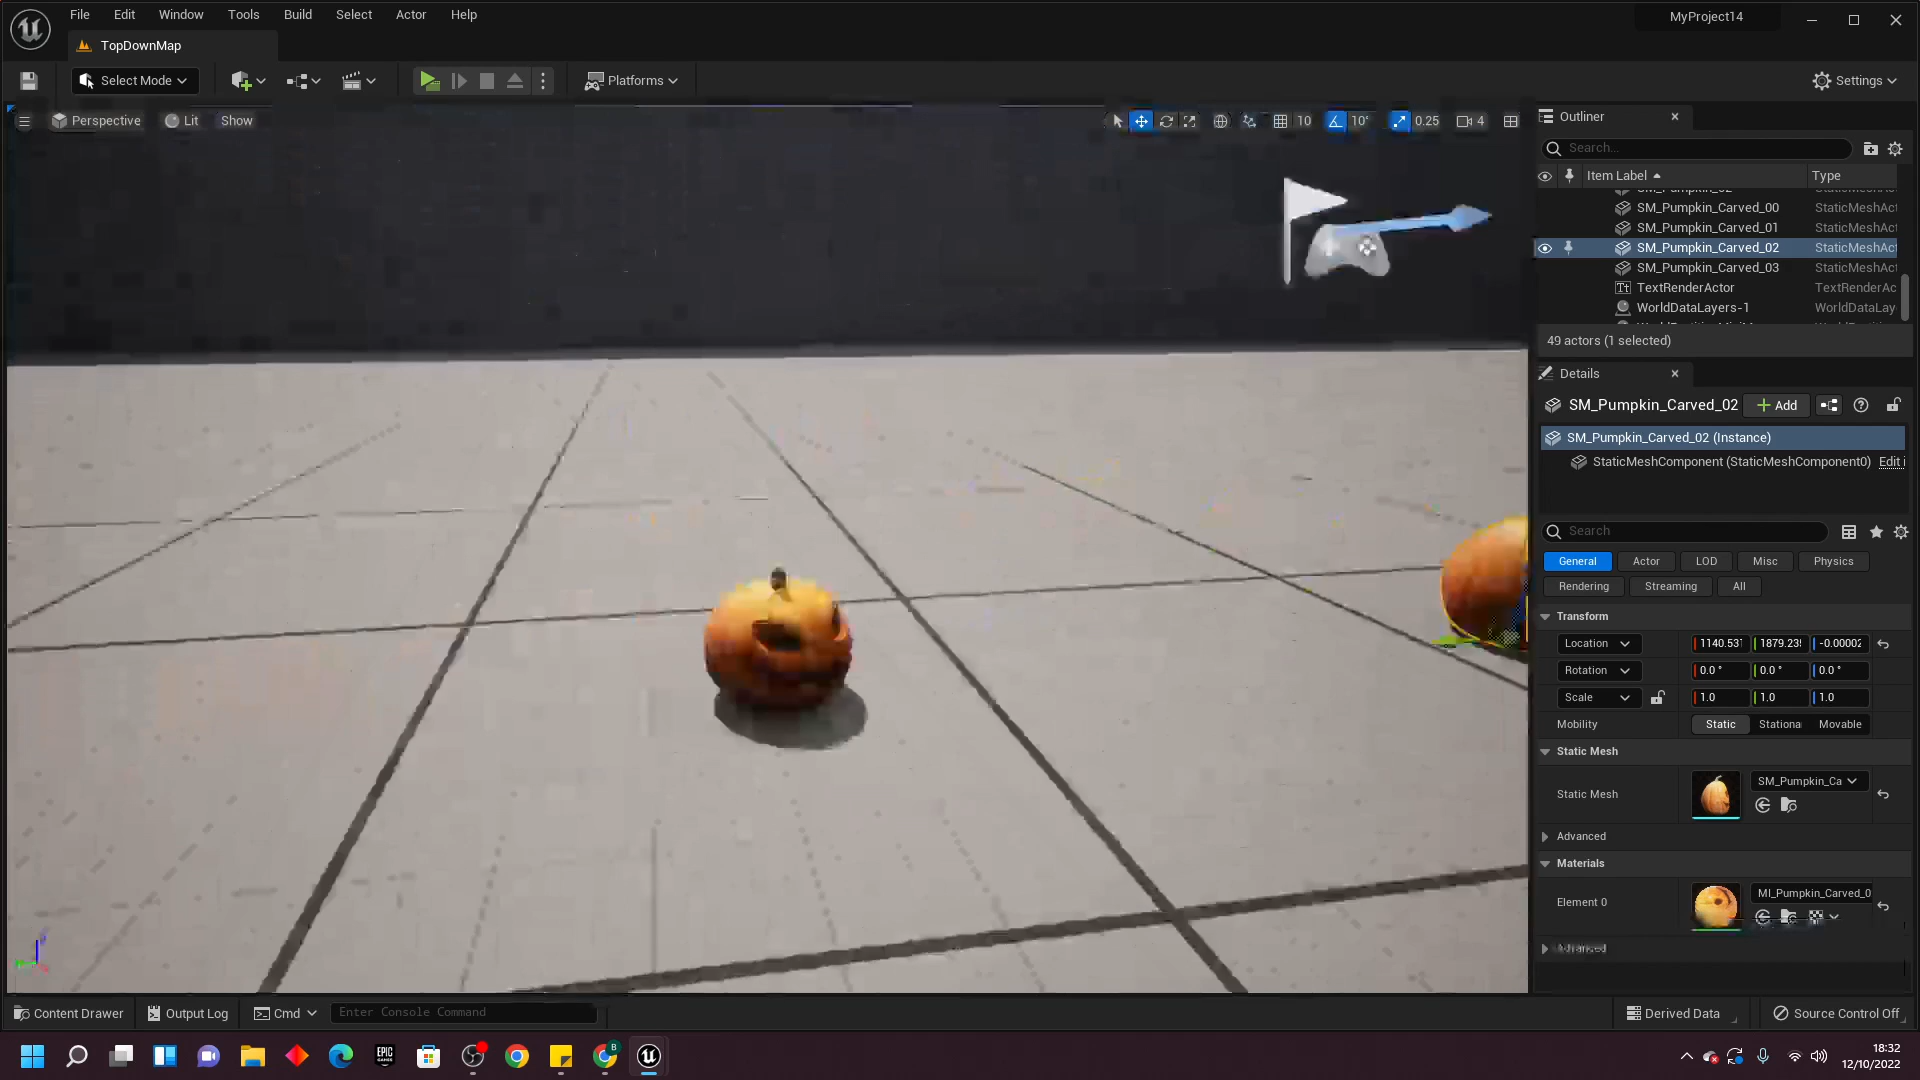 File Edit Window Tools Build Select Actor Help
MyProject14
TopDownMap
Select Mode
Platforms
Settings
Perspective Lit Show
10 10° 0.25 4
Outliner
Search...
Item Label Type
SM_Pumpkin_Carved_00 StaticMeshAct
SM_Pumpkin_Carved_01 StaticMeshAct
SM_Pumpkin_Carved_02 StaticMeshAct
SM_Pumpkin_Carved_03 StaticMeshAct
TextRenderActor TextRenderAc
WorldDataLayers-1 WorldDataLay
49 actors (1 selected)
Details
SM_Pumpkin_Carved_02 Add
SM_Pumpkin_Carved_02 (Instance)
StaticMeshComponent (StaticMeshComponent0) Edit i
Search
General Actor LOD Misc Physics
Rendering Streaming All
Transform
Location 1140.537 1879.23 -0.00002
Rotation 0.0 ° 0.0 ° 0.0 °
Scale 1.0 1.0 1.0
Mobility Static Stationa Movable
Static Mesh
Static Mesh SM_Pumpkin_Ca
Advanced
Materials
Element 0 MI_Pumpkin_Carved_0
Advanced
Content Drawer Output Log Cmd Enter Console Command Derived Data Source Control Off
EPIC GAMES
B
18:32
12/10/2022